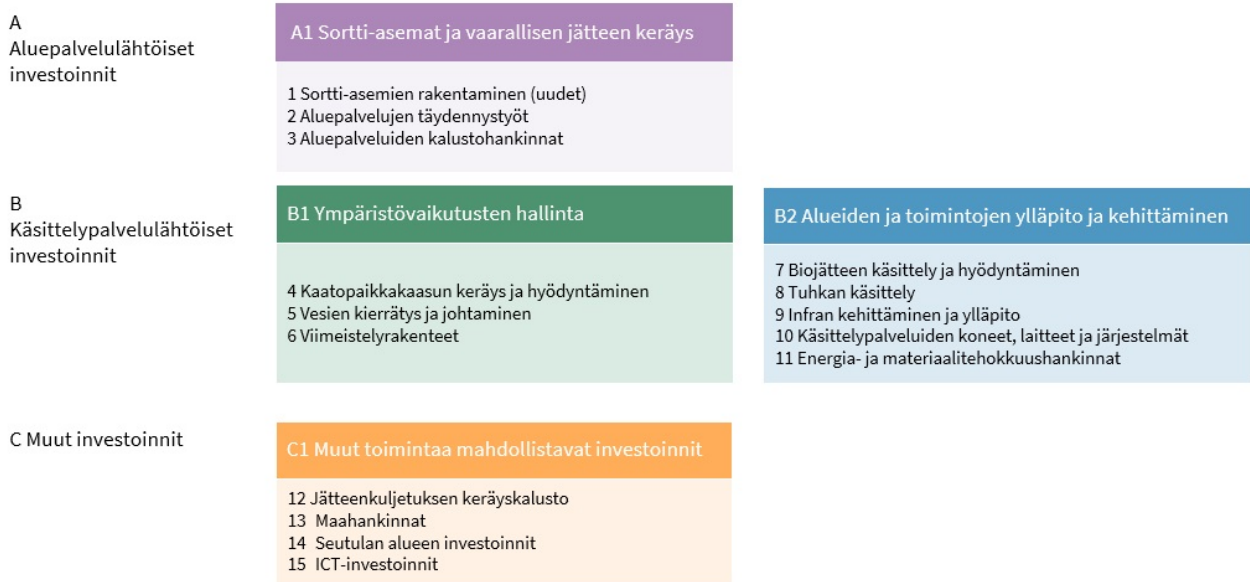 A
Aluepalvelulähtöiset
investoinnit
A1 Sortti-asemat ja vaarallisen jätteen keräys
1 Sortti-asemien rakentaminen (uudet)
2 Aluepalvelujen täydennystyöt
3 Aluepalveluiden kalustohankinnat
B
Käsittelypalvelulähtöiset
investoinnit
B1 Ympäristövaikutusten hallinta
4 Kaatopaikkakaasun keräys ja hyödyntäminen
5 Vesien kierrätys ja johtaminen
6 Viimeistelyrakenteet
B2 Alueiden ja toimintojen ylläpito ja kehittäminen
7 Biojätteen käsittely ja hyödyntäminen
8 Tuhkan käsittely
9 Infran kehittäminen ja ylläpito
10 Käsittelypalveluiden koneet, laitteet ja järjestelmät
11 Energia- ja materiaalitehokkuushankinnat
C Muut investoinnit
C1 Muut toimintaa mahdollistavat investoinnit
12 Jätteenkuljetuksen keräyskalusto
13 Maahankinnat
14 Seutulan alueen investoinnit
15 ICT-investoinnit